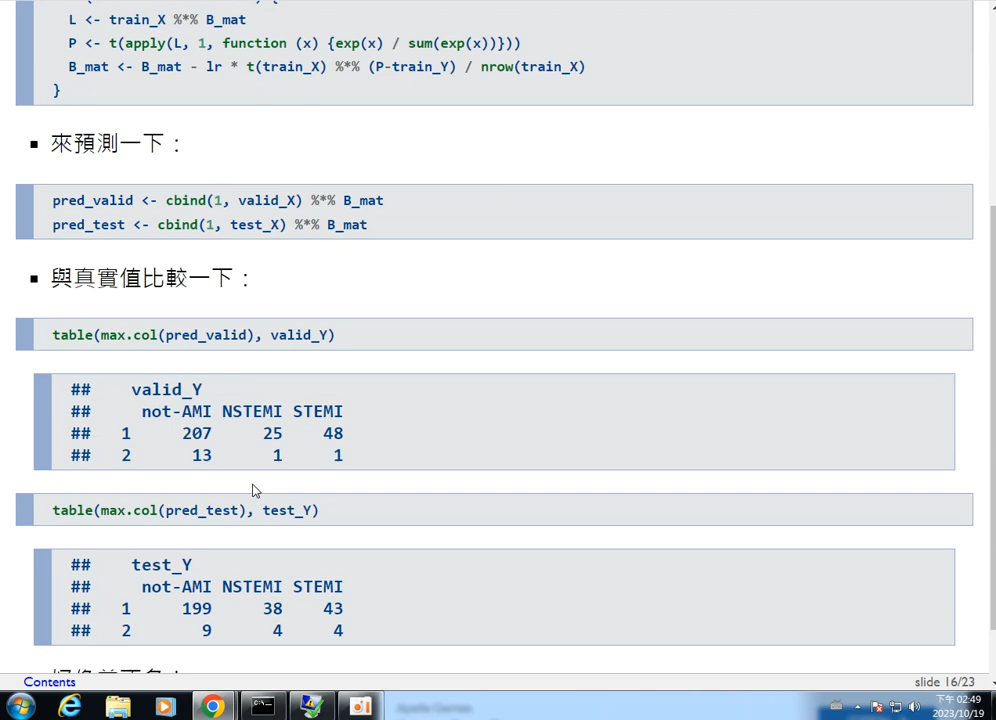 L <- train_X %*% B_mat
P <- t(apply(L, 1, function (x) {exp(x) / sum(exp(x))}))
B_mat <- B_mat - lr * t(train_X) %*% (P-train_Y) / nrow(train_X)
}
▪ 來預測一下：
pred_valid <- cbind(1, valid_X) %*% B_mat
pred_test <- cbind(1, test_X) %*% B_mat
▪ 與真實值比較一下：
table(max.col(pred_valid), valid_Y)
## valid_Y
## not-AMI NSTEMI STEMI
## 1 207 25 48
## 2 13 1 1
table(max.col(pred_test), test_Y)
## test_Y
## not-AMI NSTEMI STEMI
## 1 199 38 43
## 2 9 4 4
Contents
slide 16/23
下午 02:49
2023/10/19